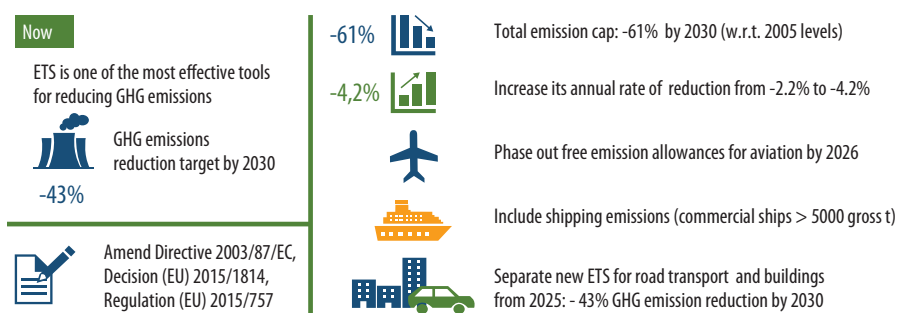 Now
ETS is one of the most effective tools
for reducing GHG emissions
GHG emissions
reduction target by 2030
-43%
Amend Directive 2003/87/EC,
Decision (EU) 2015/1814,
Regulation (EU) 2015/757
-61%
Total emission cap: -61% by 2030 (w.r.t. 2005 levels)
-4,2%
Increase its annual rate of reduction from -2.2% to -4.2%
Phase out free emission allowances for aviation by 2026
Include shipping emissions (commercial ships > 5000 gross t)
Separate new ETS for road transport and buildings
from 2025: - 43% GHG emission reduction by 2030